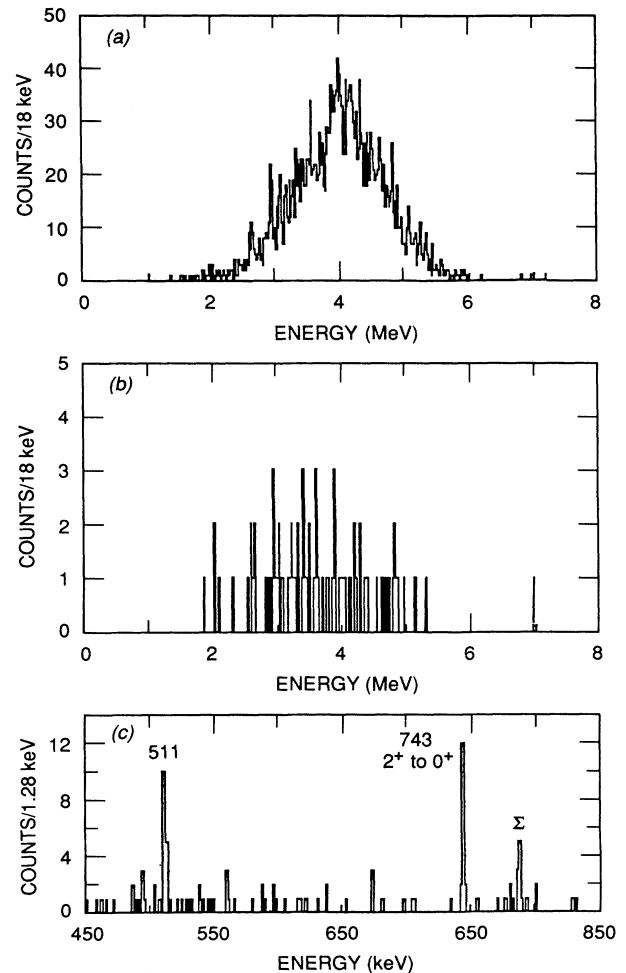 (a)
50
40
30
20
10
0
COUNTS/18 keV
0 2 4 6 8
ENERGY (MeV)
(b)
5
4
3
2
1
0
COUNTS/18 keV
0 2 4 6 8
ENERGY (MeV)
(c)
12
8
4
0
COUNTS/1.28 keV
511
743
2⁺ to 0⁺
Σ
450 550 650 650 850
ENERGY (keV)